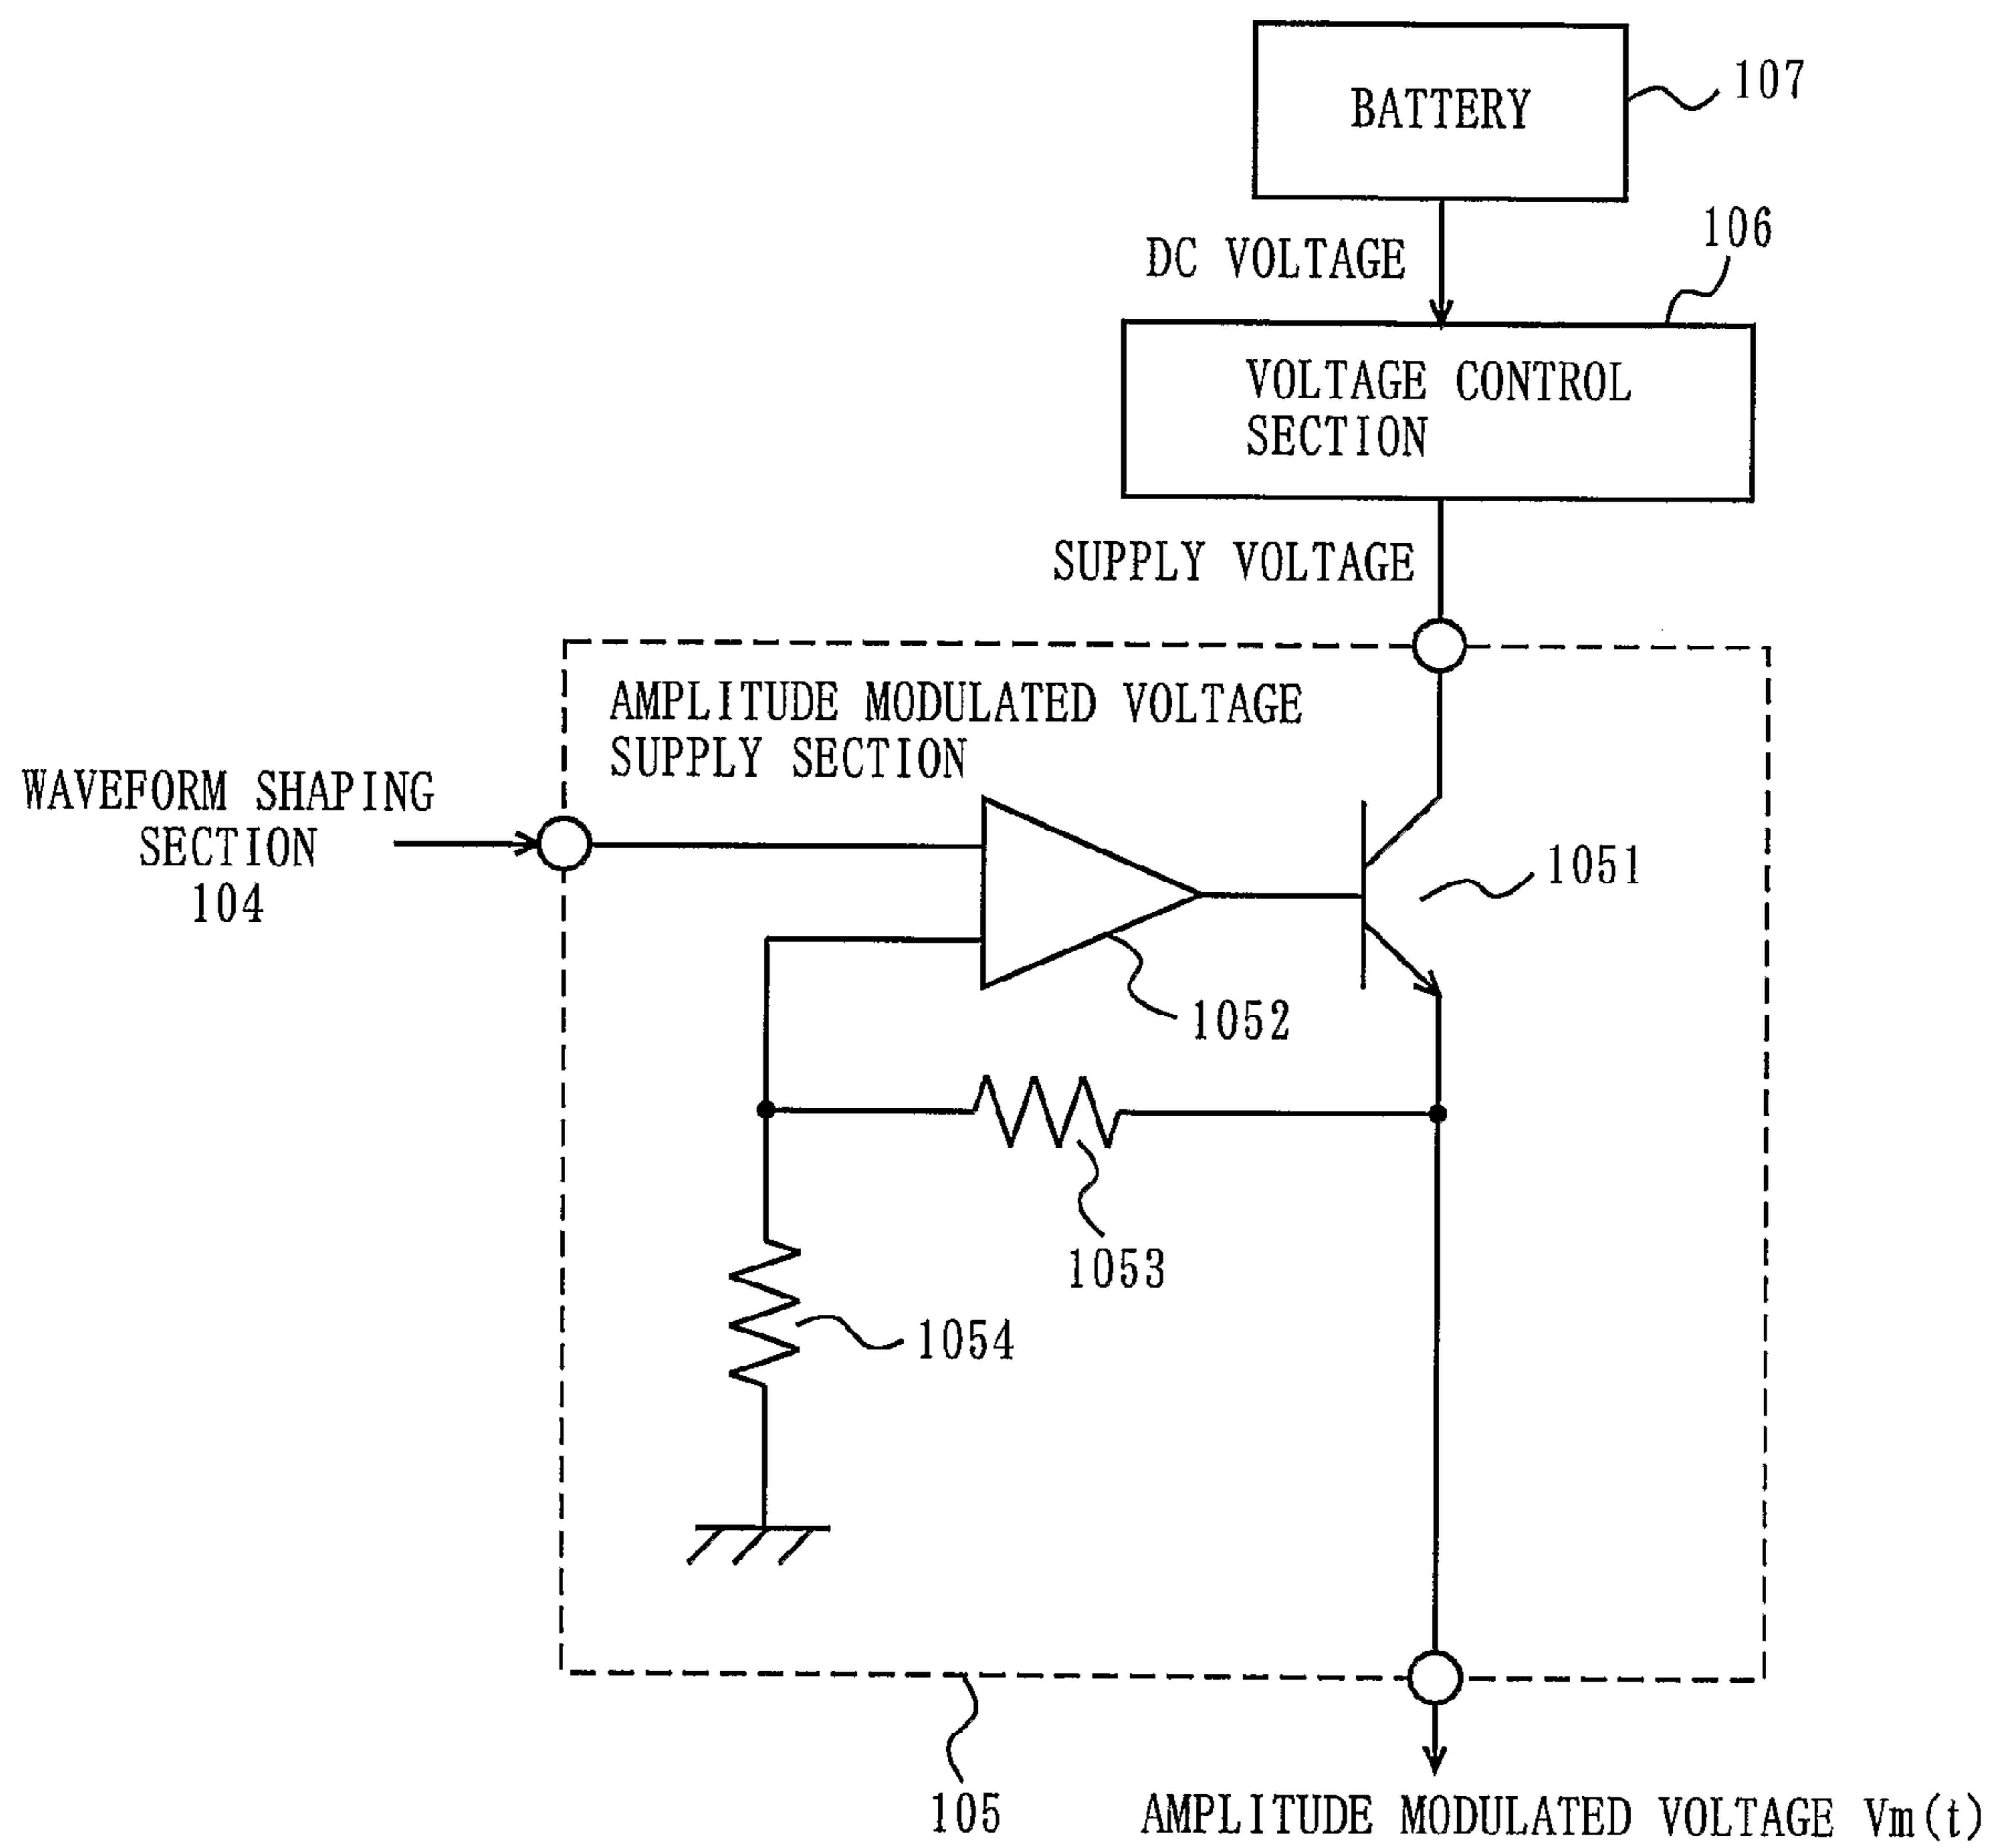 BATTERY
107
DC VOLTAGE
106
VOLTAGE CONTROL
SECTION
SUPPLY VOLTAGE
AMPLITUDE MODULATED VOLTAGE
SUPPLY SECTION
WAVEFORM SHAPING
SECTION
104
1051
1052
1053
1054
105
AMPLITUDE MODULATED VOLTAGE Vm(t)